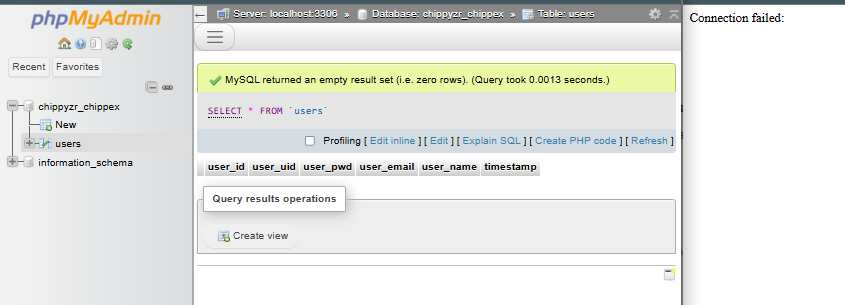 phpMyAdmin
Recent Favorites
chippyzr_chippex
New
users
information_schema
Server: localhost:3306 » Database: chippyzr_chippex » Table: users
MySQL returned an empty result set (i.e. zero rows). (Query took 0.0013 seconds.)
SELECT * FROM `users`
Profiling [ Edit inline ] [ Edit ] [ Explain SQL ] [ Create PHP code ] [ Refresh ]
user_id user_uid user_pwd user_email user_name timestamp
Query results operations
Create view
Connection failed: